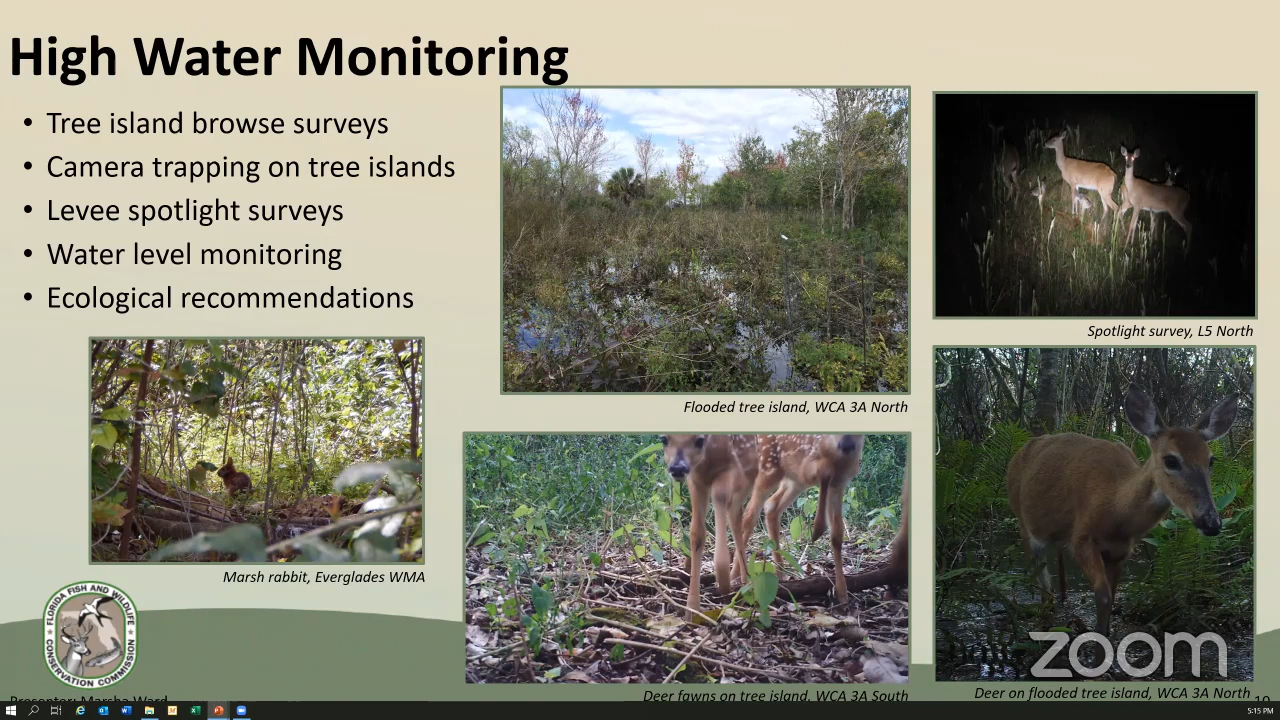 High Water Monitoring
• Tree island browse surveys
• Camera trapping on tree islands
• Levee spotlight surveys
• Water level monitoring
• Ecological recommendations
Flooded tree island, WCA 3A North
Spotlight survey, L5 North
Marsh rabbit, Everglades WMA
Deer fawns on tree island, WCA 3A South
Deer on flooded tree island, WCA 3A North
FLORIDA FISH AND WILDLIFE
CONSERVATION COMMISSION
zoom
Presenter: Marsha Ward
5:15 PM